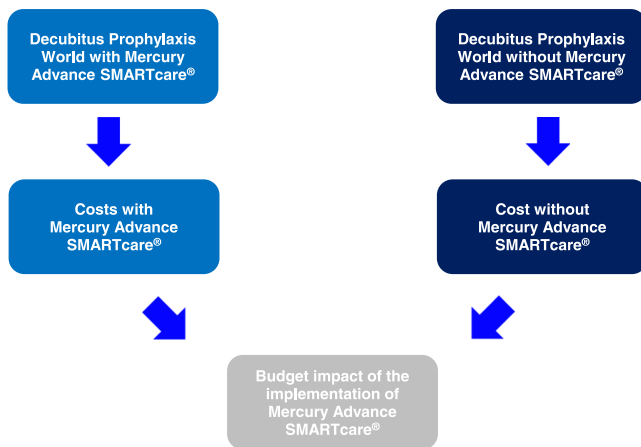 Decubitus Prophylaxis
World with Mercury
Advance SMARTcare®
Decubitus Prophylaxis
World without Mercury
Advance SMARTcare®
Costs with
Mercury Advance
SMARTcare®
Cost without
Mercury Advance
SMARTcare®
Budget impact of the
implementation of
Mercury Advance
SMARTcare®